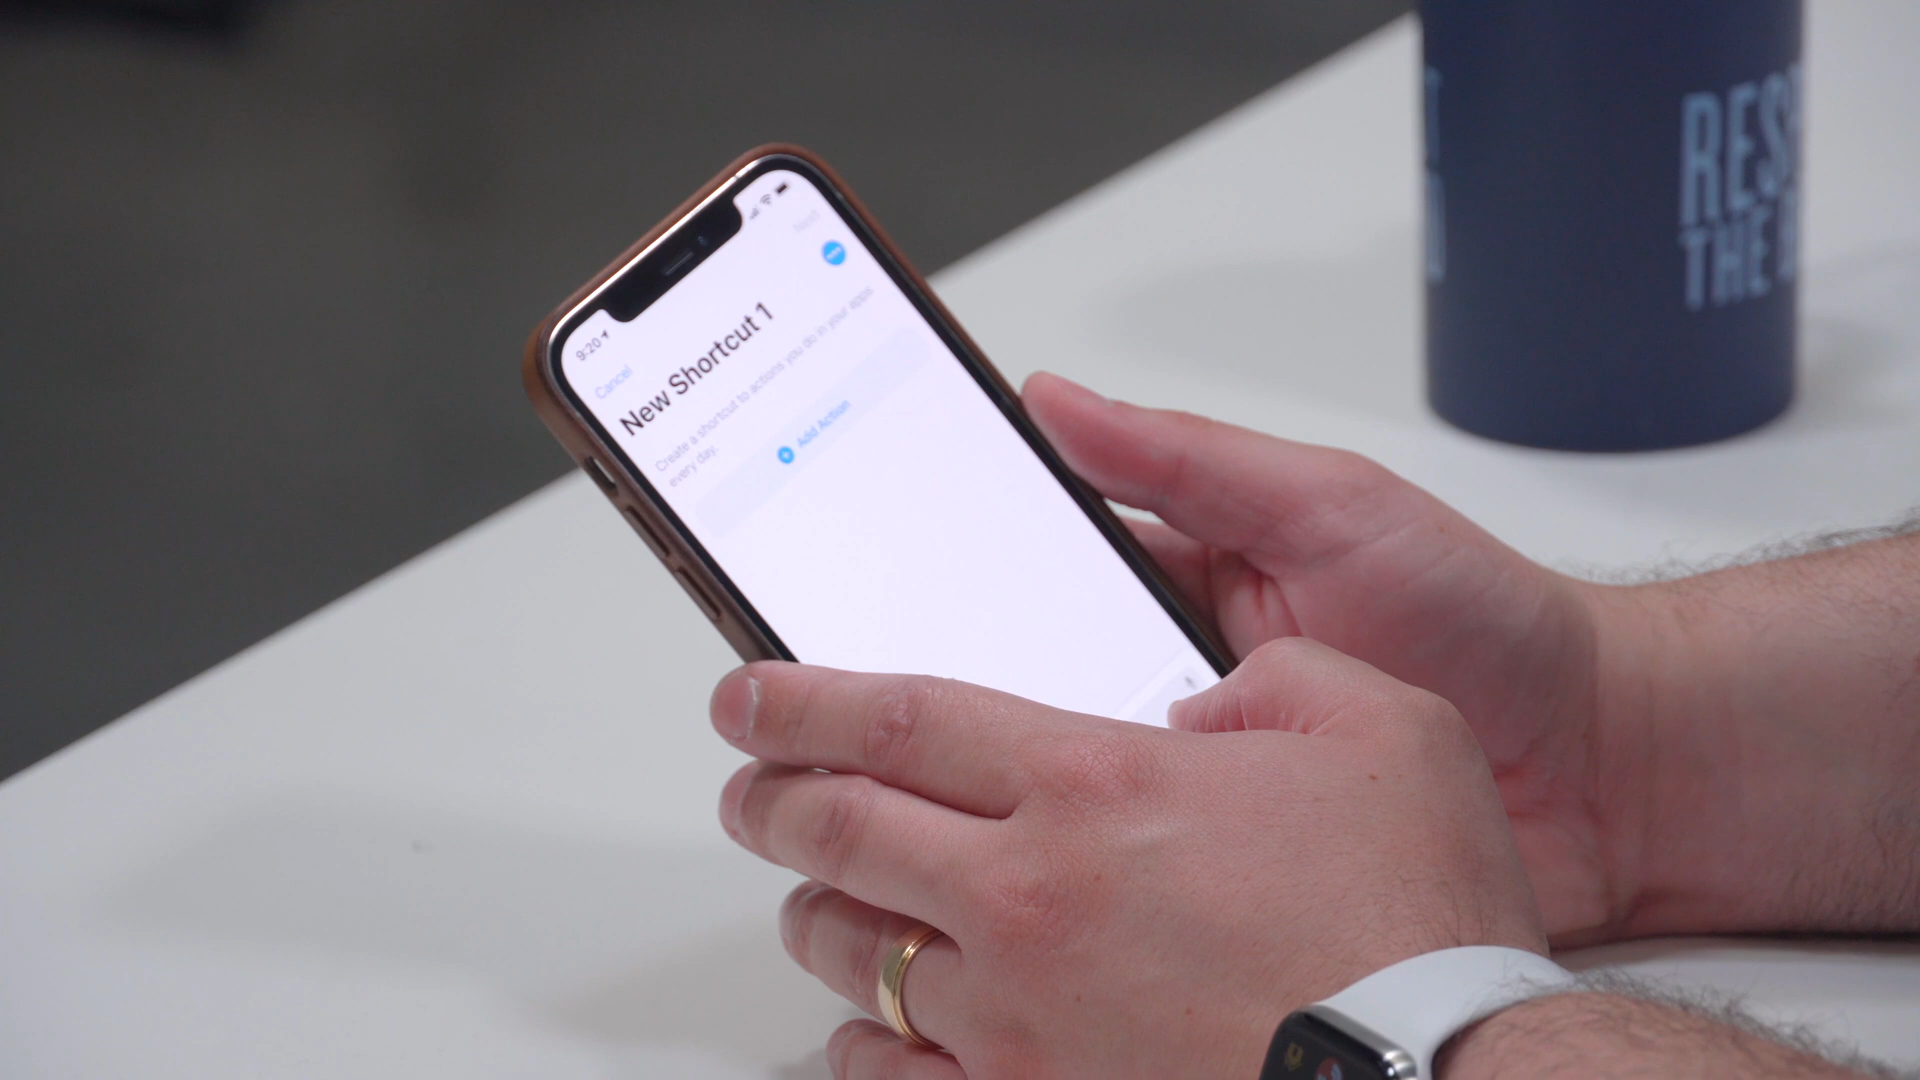 9:20
Cancel
Next
New Shortcut 1
Create a shortcut to actions you do in your apps
every day.
Add Action
RES
THE